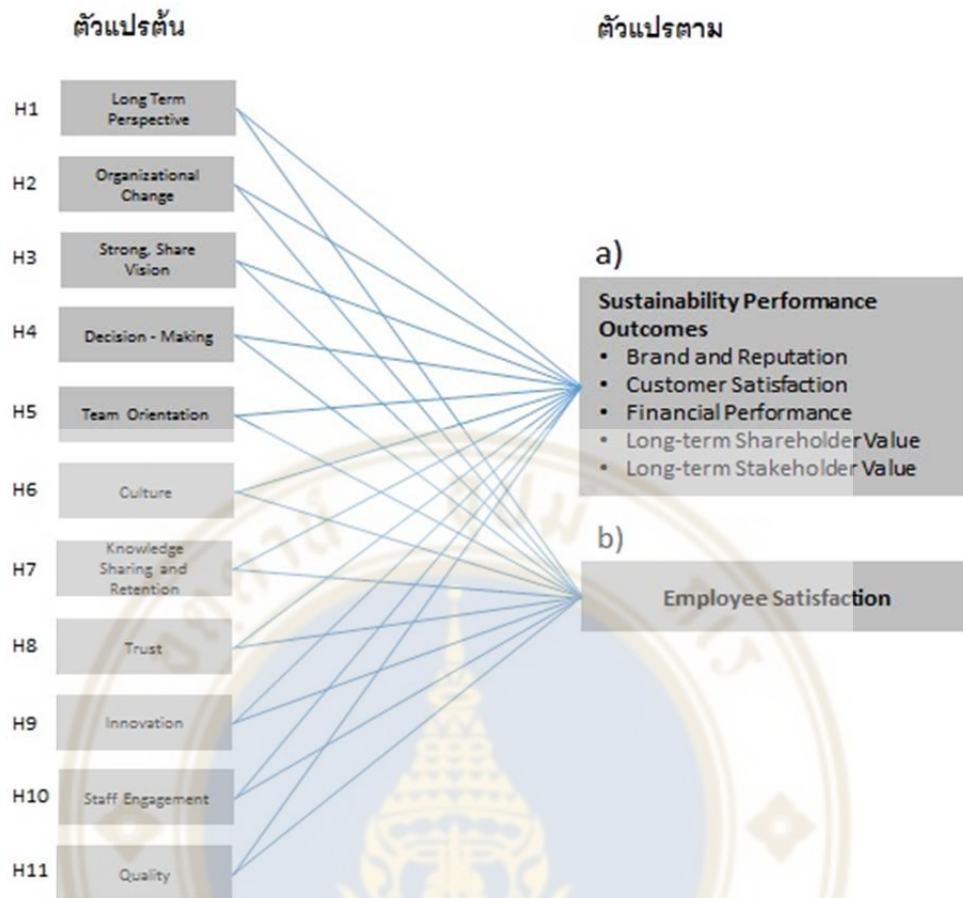 ตัวแปรต้น
ตัวแปรตาม
H1
Long Term
Perspective
H2
Organizational
Change
H3
Strong, Share
Vision
H4
Decision - Making
H5
Team Orientation
H6
Culture
H7
Knowledge
Sharing and
Retention
H8
Trust
H9
Innovation
H10
Staff Engagement
H11
Quality
a)
Sustainability Performance
Outcomes
• Brand and Reputation
• Customer Satisfaction
• Financial Performance
• Long-term Shareholder Value
• Long-term Stakeholder Value
b)
Employee Satisfaction